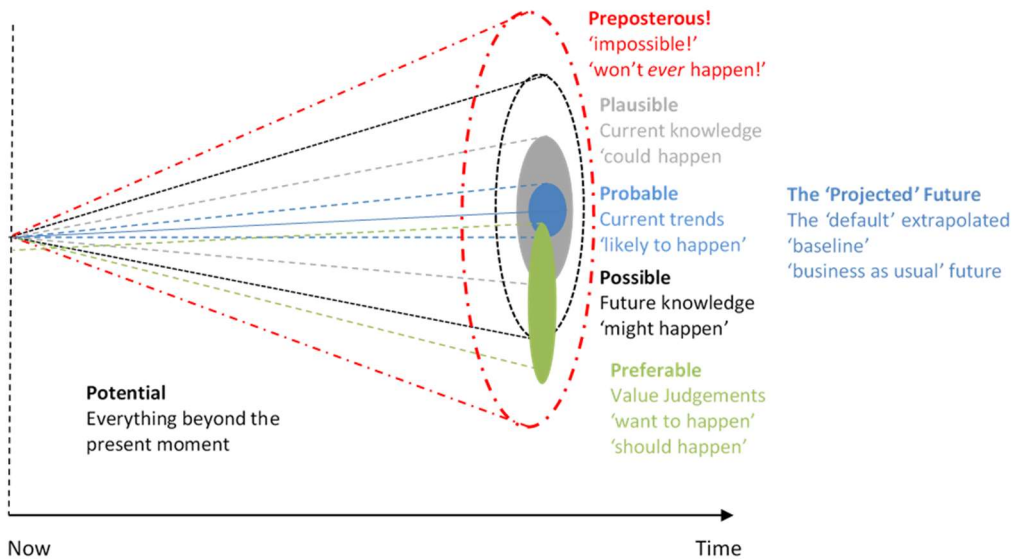 Preposterous!
'impossible!'
'won't ever happen!'
Plausible
Current knowledge
'could happen
Probable
Current trends
'likely to happen'
The 'Projected' Future
The 'default' extrapolated
'baseline'
'business as usual' future
Possible
Future knowledge
'might happen'
Preferable
Value Judgements
'want to happen'
'should happen'
Potential
Everything beyond the
present moment
Now
Time